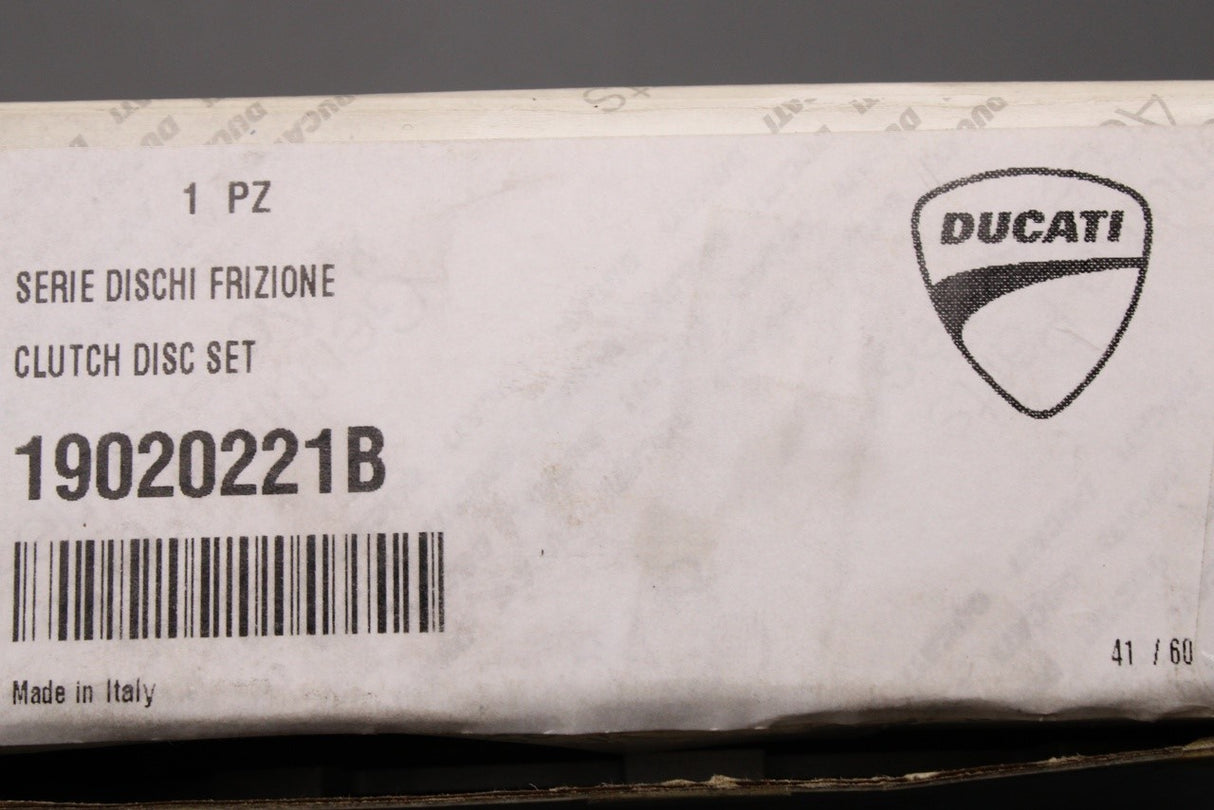 1 PZ
DUCATI
SERIE DISCHI FRIZIONE
CLUTCH DISC SET
19020221B
41 / 60
Made in Italy